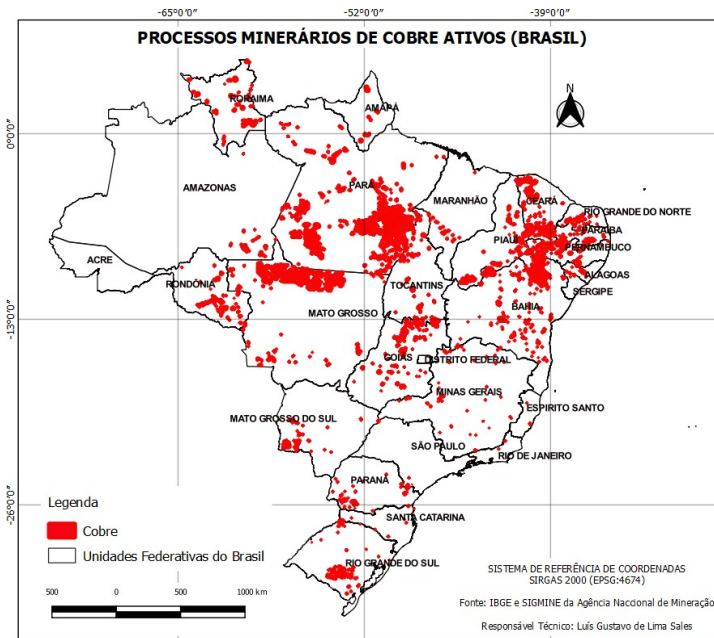 -65°0'0" -52°0'0" -39°0'0"
PROCESSOS MINERÁRIOS DE COBRE ATIVOS (BRASIL)
N
RORAIMA
AMAPÁ
0°0'0"
AMAZONAS
PARÁ
MARANHÃO
CEARÁ
RIO GRANDE DO NORTE
PARAÍBA
PIAUÍ
PERNAMBUCO
ACRE
ALAGOAS
RONDÔNIA
TOCANTINS
SERGIPE
BAHIA
MATO GROSSO
-13°0'0"
GOIÁS
DISTRITO FEDERAL
MINAS GERAIS
ESPIRITO SANTO
MATO GROSSO DO SUL
SÃO PAULO
RIO DE JANEIRO
PARANÁ
-26°0'0"
SANTA CATARINA
RIO GRANDE DO SUL
Legenda
Cobre
Unidades Federativas do Brasil
500 0 500 1000 km
SISTEMA DE REFERÊNCIA DE COORDENADAS
SIRGAS 2000 (EPSG:4674)
Fonte: IBGE e SIGMINE da Agência Naccional de Mineração
Responsável Técnico: Luís Gustavo de Lima Sales